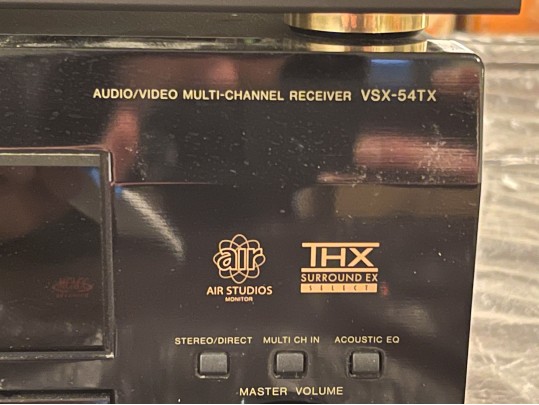 AUDIO/VIDEO MULTI-CHANNEL RECEIVER VSX-54TX
air
AIR STUDIOS
MONITOR
THX
SURROUND EX
SELECT
STEREO/DIRECT MULTI CH IN ACOUSTIC EQ
MASTER VOLUME